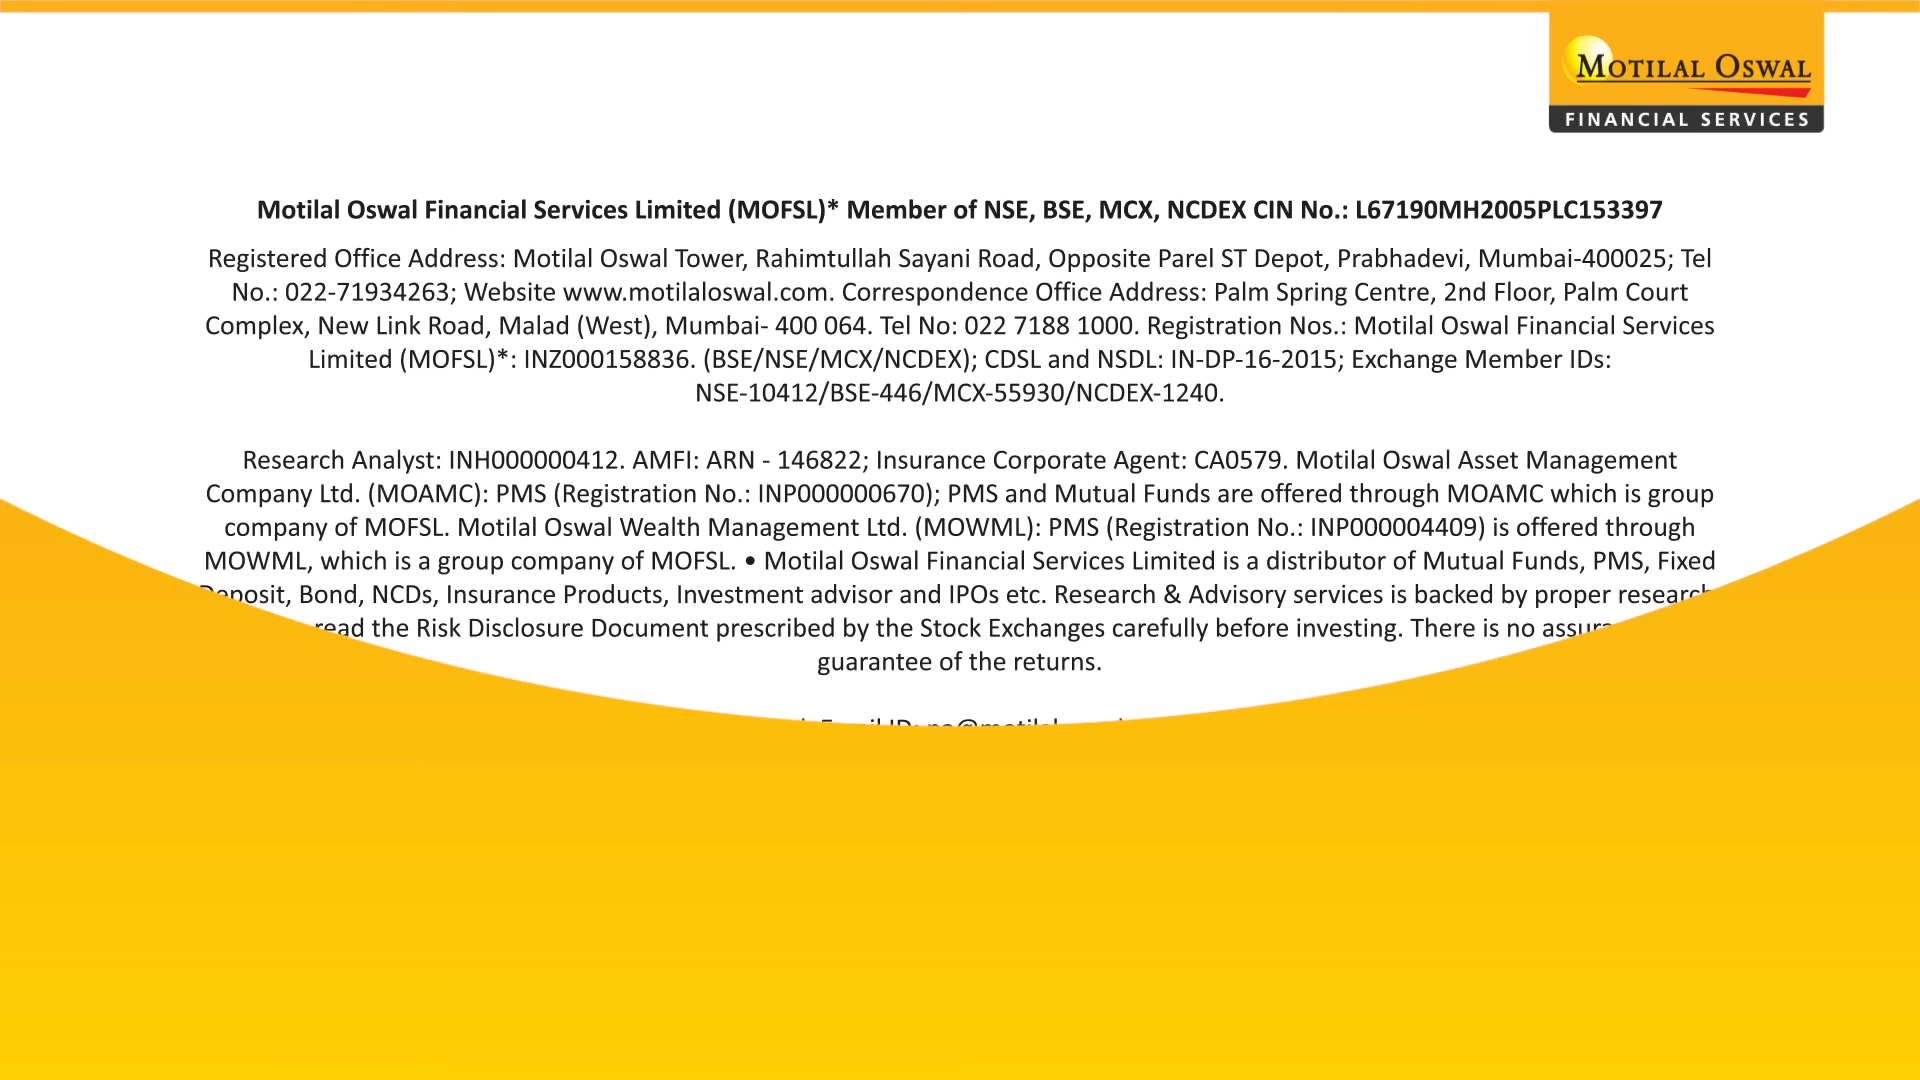 MOTILAL OSWAL
FINANCIAL SERVICES
Motilal Oswal Financial Services Limited (MOFSL)* Member of NSE, BSE, MCX, NCDEX CIN No.: L67190MH2005PLC153397
Registered Office Address: Motilal Oswal Tower, Rahimtullah Sayani Road, Opposite Parel ST Depot, Prabhadevi, Mumbai-400025; Tel
No.: 022-71934263; Website www.motilaloswal.com. Correspondence Office Address: Palm Spring Centre, 2nd Floor, Palm Court
Complex, New Link Road, Malad (West), Mumbai- 400 064. Tel No: 022 7188 1000. Registration Nos.: Motilal Oswal Financial Services
Limited (MOFSL)*: INZ000158836. (BSE/NSE/MCX/NCDEX); CDSL and NSDL: IN-DP-16-2015; Exchange Member IDs:
NSE-10412/BSE-446/MCX-55930/NCDEX-1240.
Research Analyst: INH000000412. AMFI: ARN - 146822; Insurance Corporate Agent: CA0579. Motilal Oswal Asset Management
Company Ltd. (MOAMC): PMS (Registration No.: INP000000670); PMS and Mutual Funds are offered through MOAMC which is group
company of MOFSL. Motilal Oswal Wealth Management Ltd. (MOWML): PMS (Registration No.: INP000004409) is offered through
MOWML, which is a group company of MOFSL. • Motilal Oswal Financial Services Limited is a distributor of Mutual Funds, PMS, Fixed
Deposit, Bond, NCDs, Insurance Products, Investment advisor and IPOs etc. Research & Advisory services is backed by proper research
read the Risk Disclosure Document prescribed by the Stock Exchanges carefully before investing. There is no
guarantee of the returns.